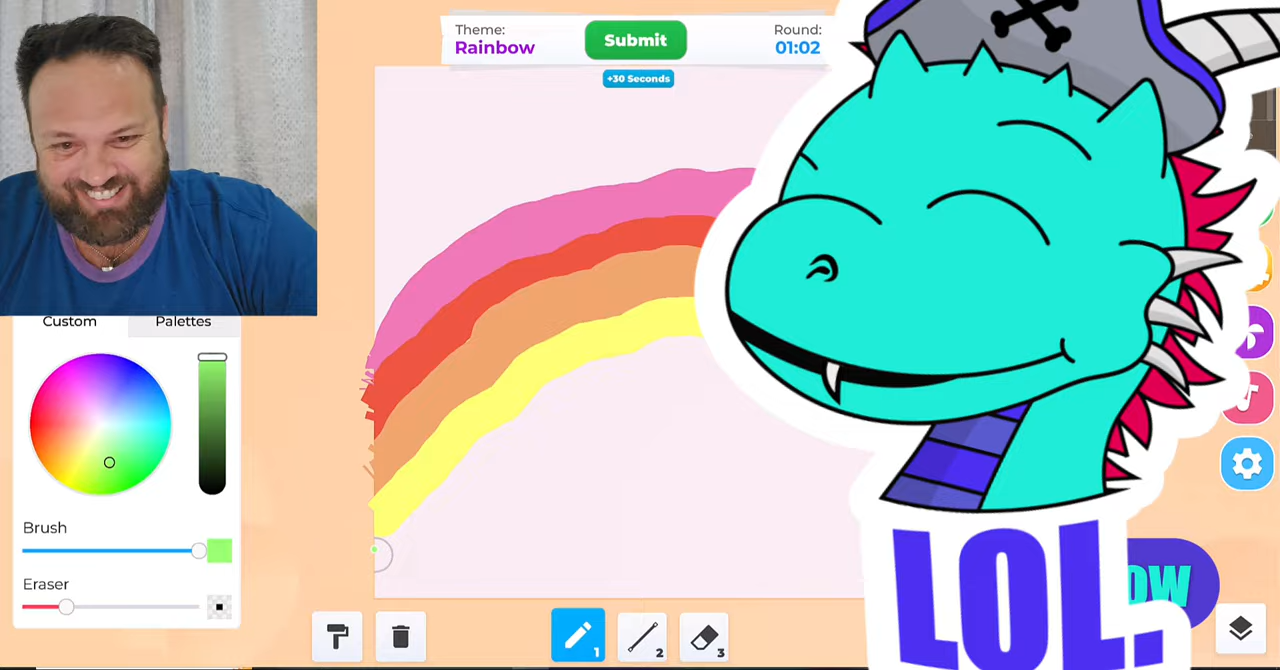 Theme:
Rainbow
Submit
Round:
01:02
+30 Seconds
Custom
Palettes
Brush
Eraser
1
2
3
LOL.